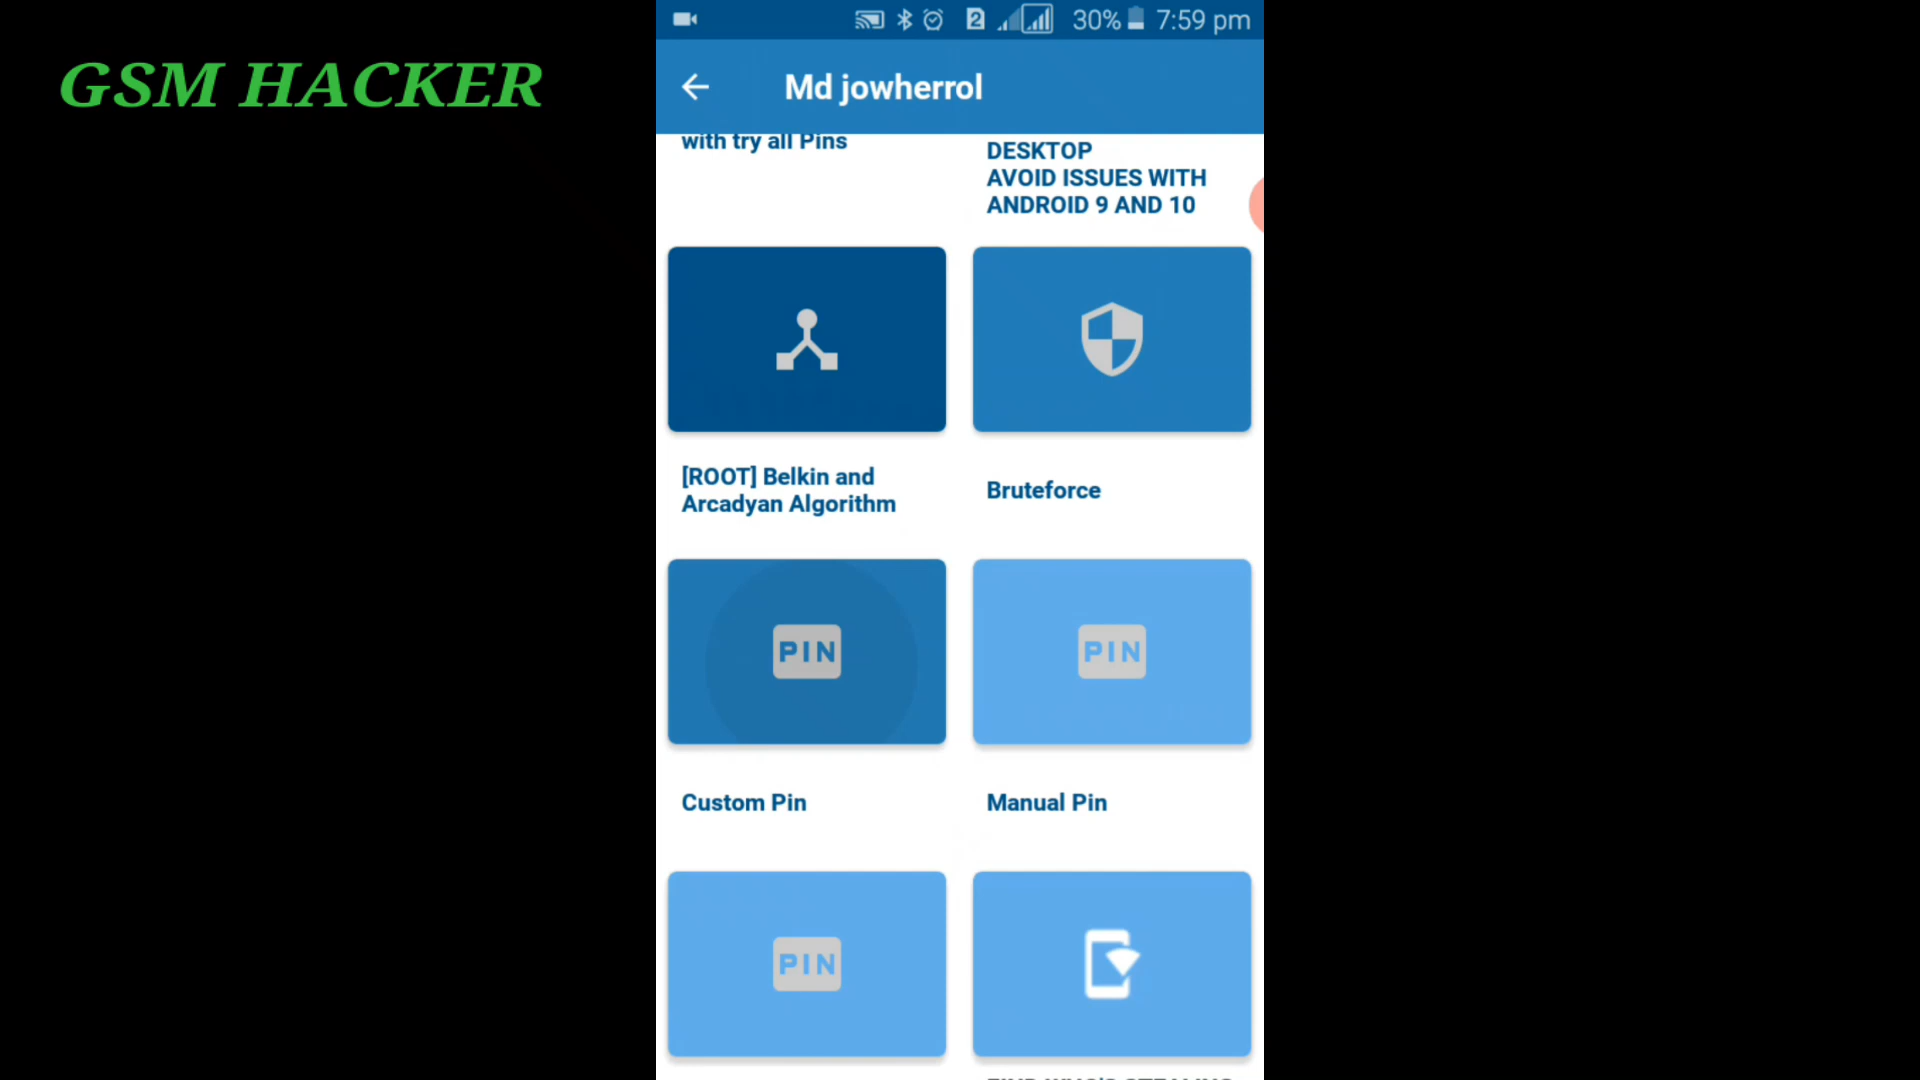 GSM HACKER
2 30% 7:59 pm
Md jowherrol
with try all Pins
DESKTOP
AVOID ISSUES WITH
ANDROID 9 AND 10
[ROOT] Belkin and
Arcadyan Algorithm
Bruteforce
PIN
PIN
Custom Pin
Manual Pin
PIN